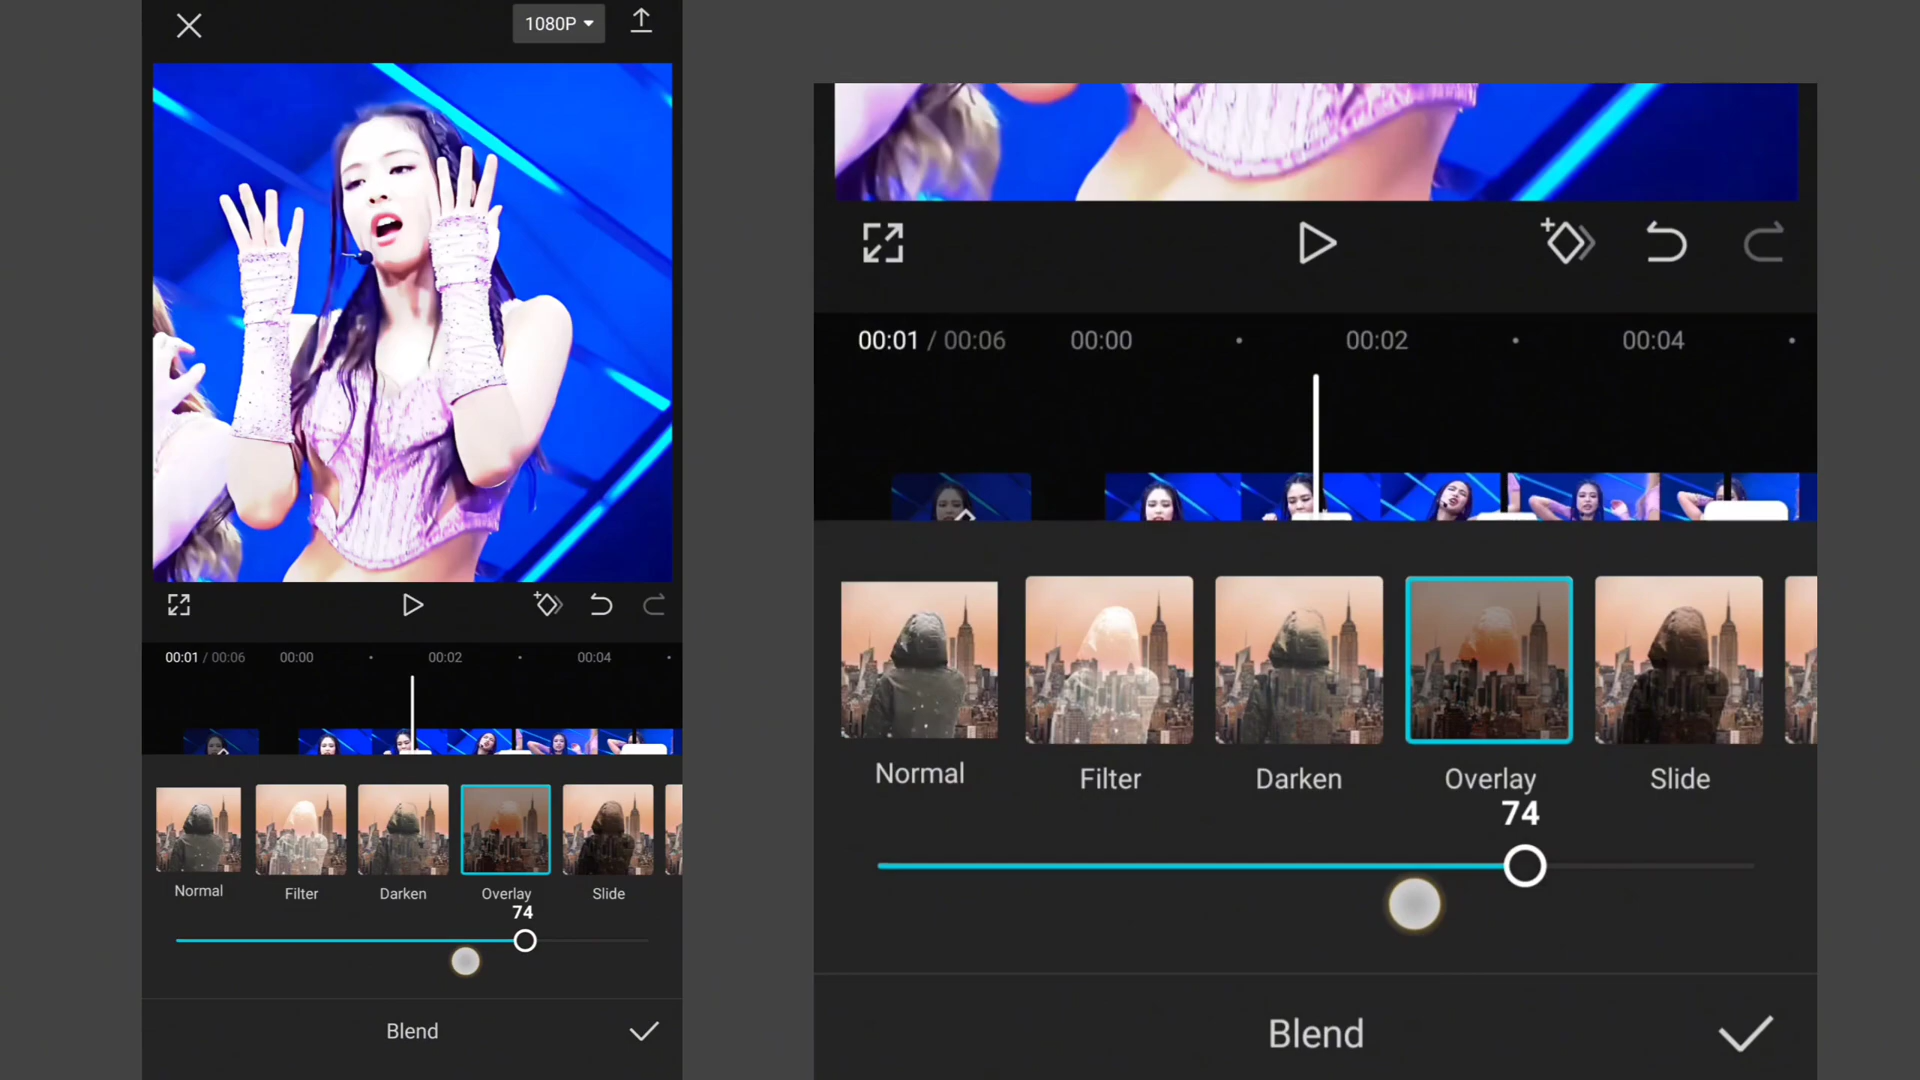 1080P
00:01 / 00:06 00:00 00:02 00:04
Normal Filter Darken Overlay Slide
74
Blend
00:01 / 00:06 00:00 00:02 00:04
Normal Filter Darken Overlay Slide
74
Blend